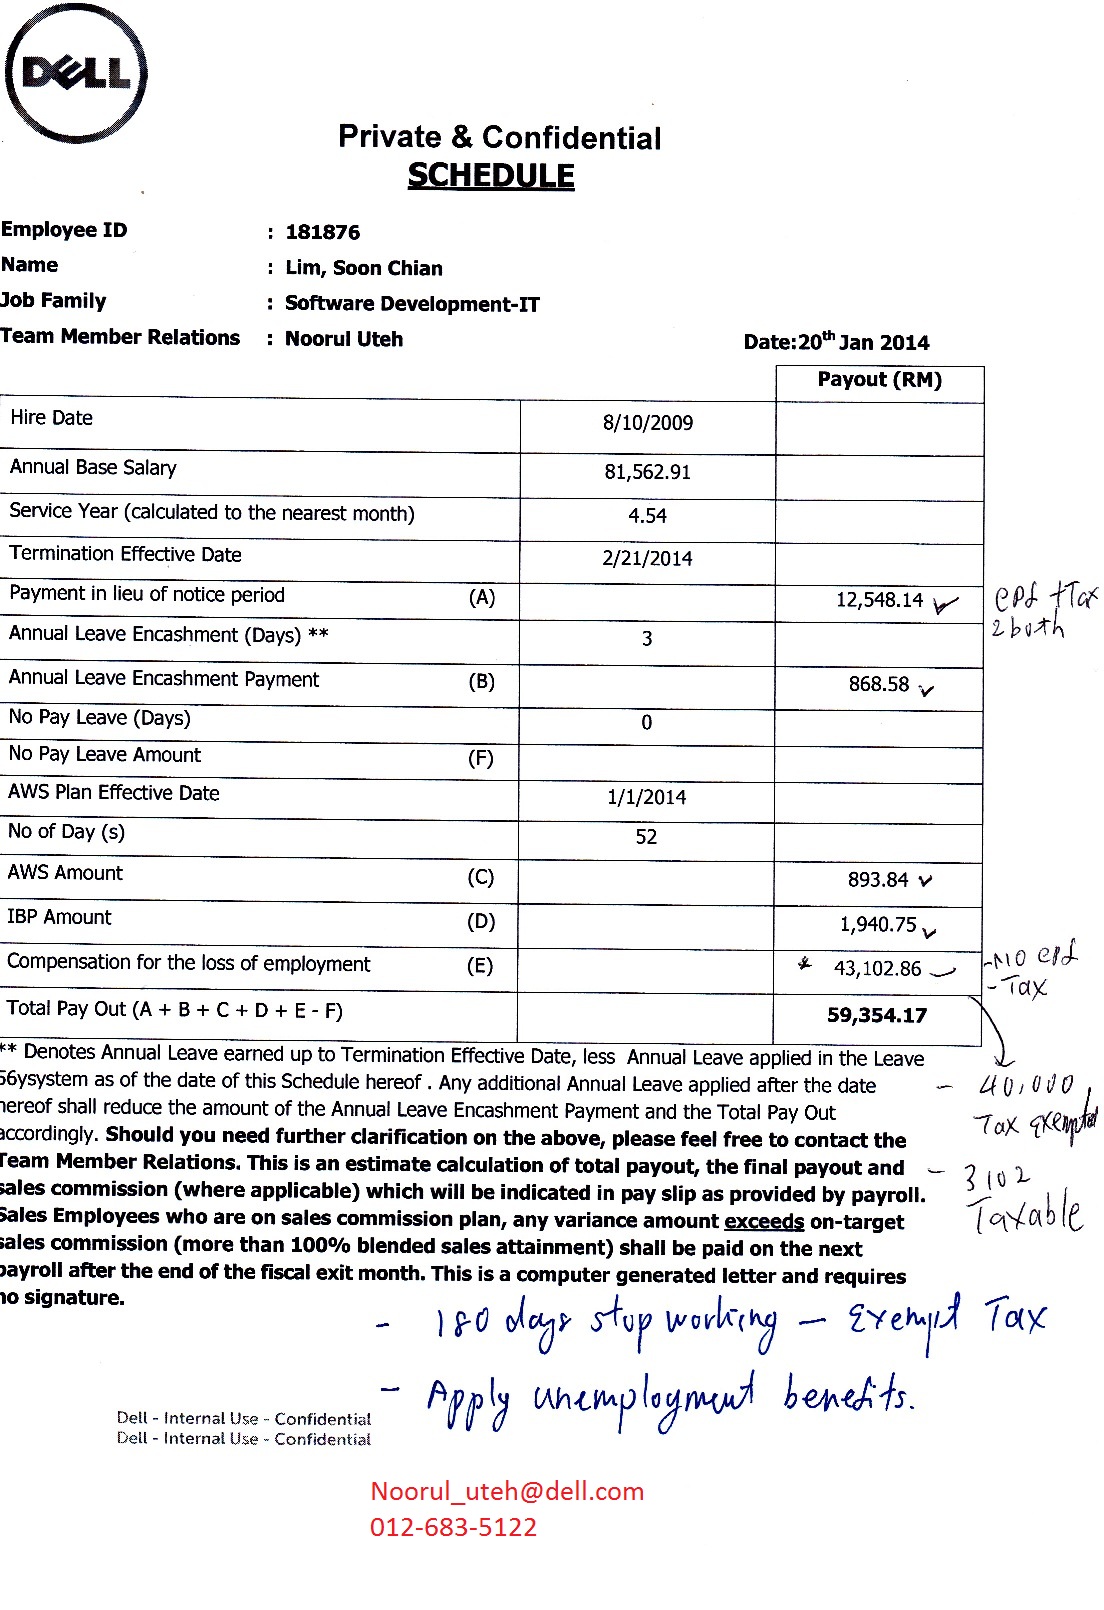 DELL
Private & Confidential
SCHEDULE
Employee ID : 181876
Name : Lim, Soon Chian
Job Family : Software Development-IT
Team Member Relations : Noorul Uteh
Date:20th Jan 2014
Payout (RM)
Hire Date 8/10/2009
Annual Base Salary 81,562.91
Service Year (calculated to the nearest month) 4.54
Termination Effective Date 2/21/2014
Payment in lieu of notice period (A) 12,548.14 ✓ epf + Tax
2 both
Annual Leave Encashment (Days) ** 3
Annual Leave Encashment Payment (B) 868.58 ✓
No Pay Leave (Days) 0
No Pay Leave Amount (F)
AWS Plan Effective Date 1/1/2014
No of Day (s) 52
AWS Amount (C) 893.84 ✓
IBP Amount (D) 1,940.75 ✓
Compensation for the loss of employment (E) * 43,102.86 - NO epf
- Tax
Total Pay Out (A + B + C + D + E - F) 59,354.17
** Denotes Annual Leave earned up to Termination Effective Date, less Annual Leave applied in the Leave
56ysystem as of the date of this Schedule hereof . Any additional Annual Leave applied after the date
hereof shall reduce the amount of the Annual Leave Encashment Payment and the Total Pay Out
accordingly. Should you need further clarification on the above, please feel free to contact the
Team Member Relations. This is an estimate calculation of total payout, the final payout and
sales commission (where applicable) which will be indicated in pay slip as provided by payroll.
Sales Employees who are on sales commission plan, any variance amount exceeds on-target
sales commission (more than 100% blended sales attainment) shall be paid on the next
payroll after the end of the fiscal exit month. This is a computer generated letter and requires
no signature.
- 40,000
Tax exempted
- 3102
Taxable
- 180 days stop working - Exempt Tax
- Apply unemployment benefits.
Dell - Internal Use - Confidential
Dell - Internal Use - Confidential
Noorul_uteh@dell.com
012-683-5122